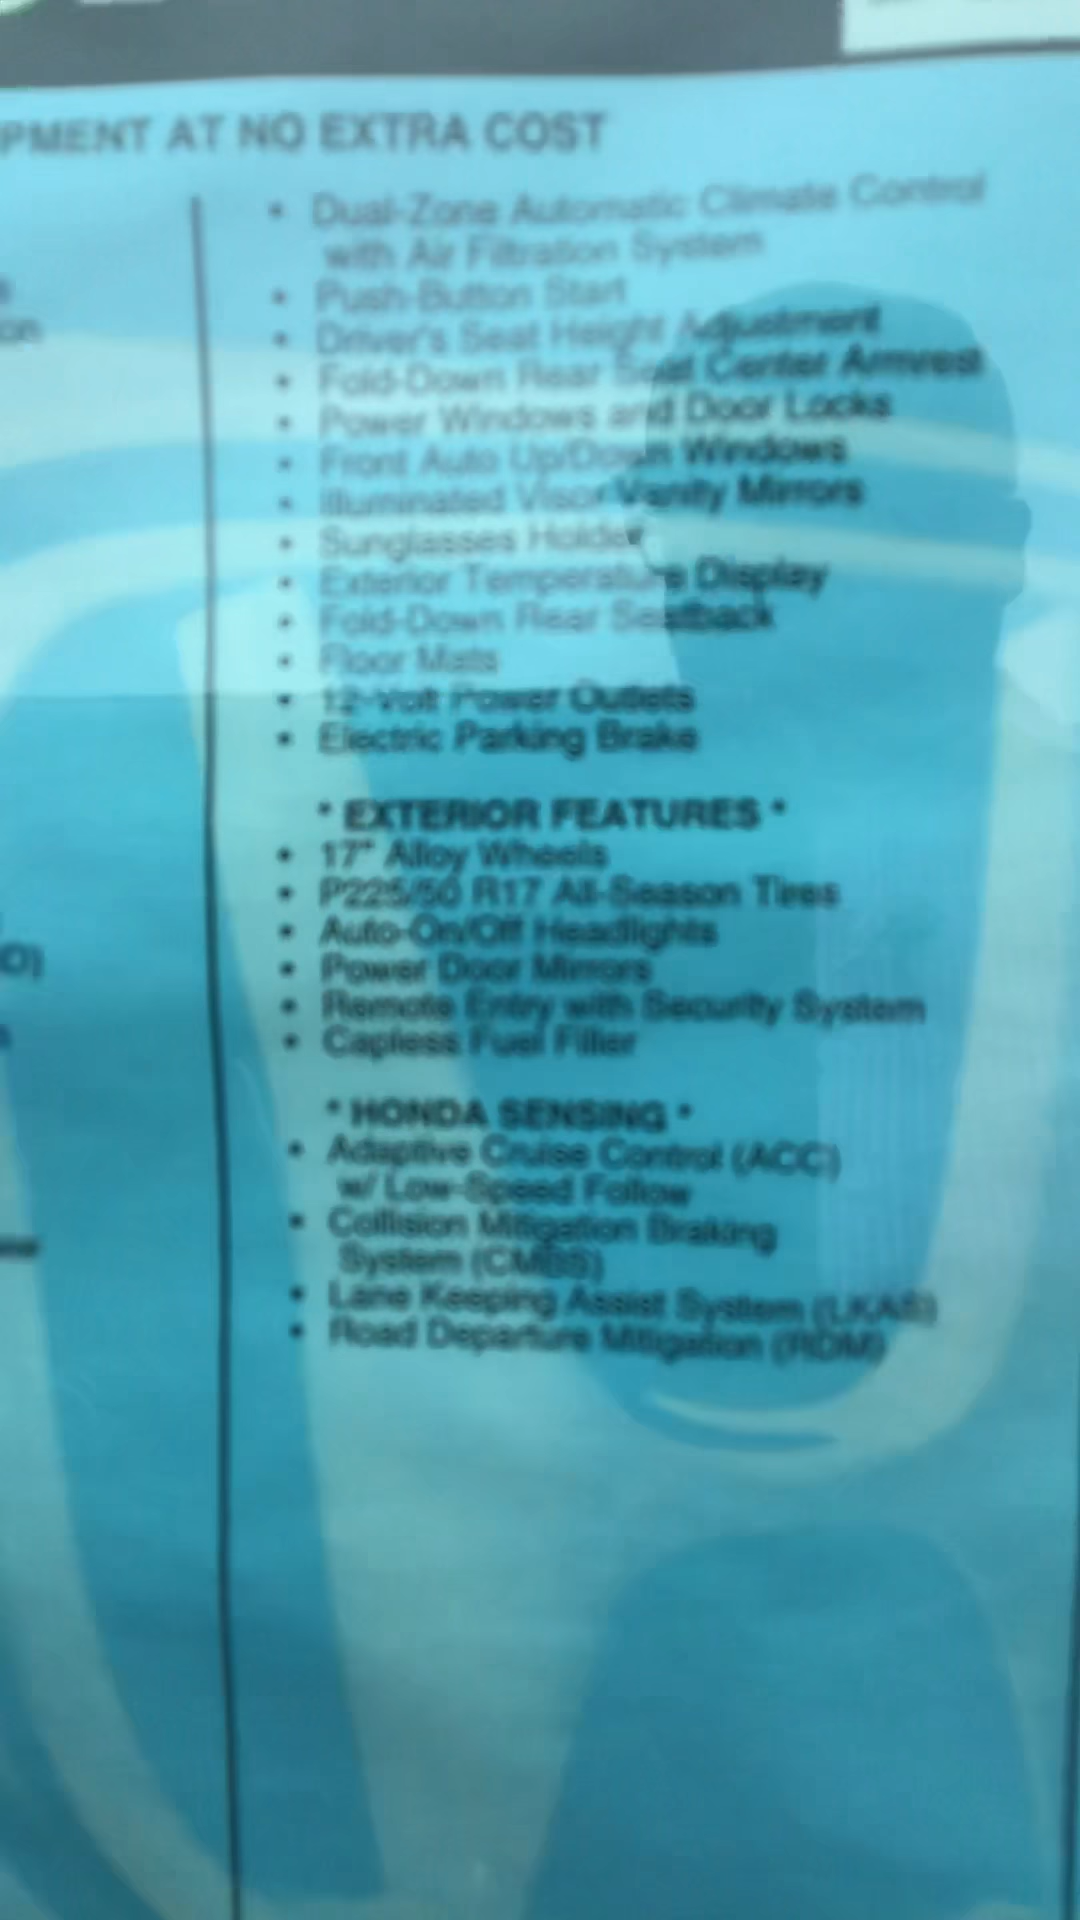 PMENT AT NO EXTRA COST
• Dual-Zone Automatic Climate Control
with Air Filtration System
• Push-Button Start
• Driver's Seat Height Adjustment
• Fold-Down Rear Seat Center Armrest
• Power Windows and Door Locks
• Front Auto Up/Down Windows
• Illuminated Visor Vanity Mirrors
• Sunglasses Holder
• Exterior Temperature Display
• Fold-Down Rear Seatback
• Floor Mats
• 12-Volt Power Outlets
• Electric Parking Brake
* EXTERIOR FEATURES *
• 17" Alloy Wheels
• P225/50 R17 All-Season Tires
• Auto-On/Off Headlights
• Power Door Mirrors
• Remote Entry with Security System
• Capless Fuel Filler
* HONDA SENSING *
• Adaptive Cruise Control (ACC)
w/ Low-Speed Follow
• Collision Mitigation Braking
System (CMBS)
• Lane Keeping Assist System (LKAS)
• Road Departure Mitigation (RDM)